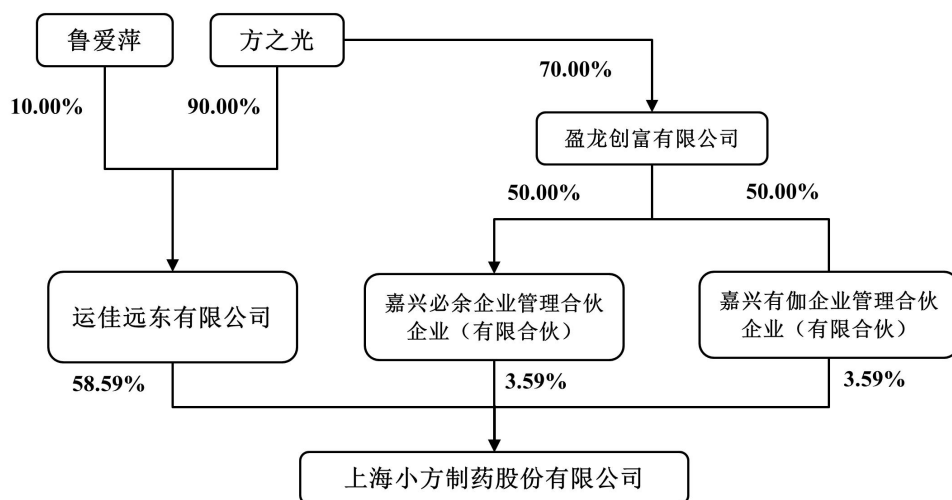 鲁爱萍
方之光
10.00%
90.00%
70.00%
盈龙创富有限公司
50.00%
50.00%
运佳远东有限公司
嘉兴必余企业管理合伙
企业（有限合伙）
嘉兴有伽企业管理合伙
企业（有限合伙）
58.59%
3.59%
3.59%
上海小方制药股份有限公司